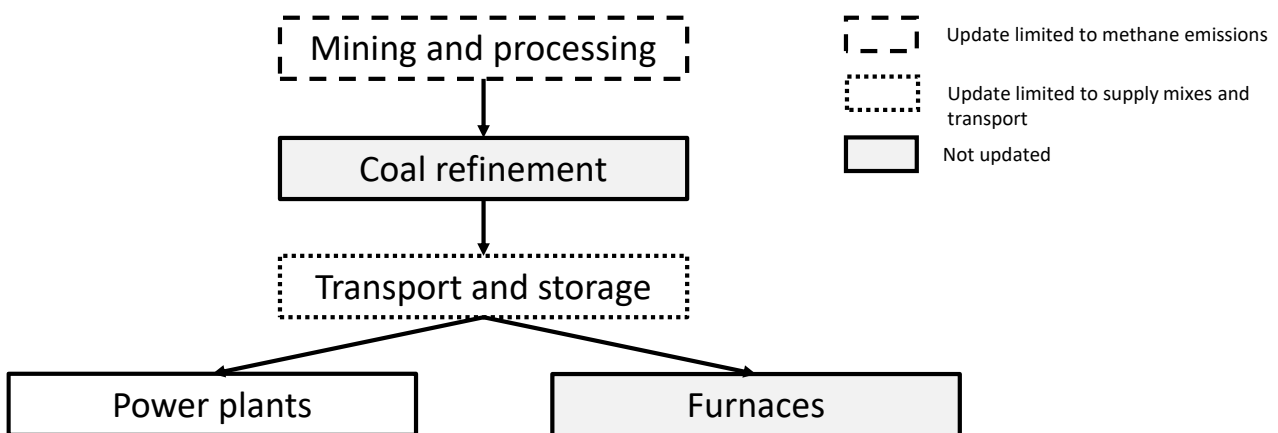 Mining and processing
Update limited to methane emissions
Update limited to supply mixes and
transport
Coal refinement
Not updated
Transport and storage
Power plants
Furnaces